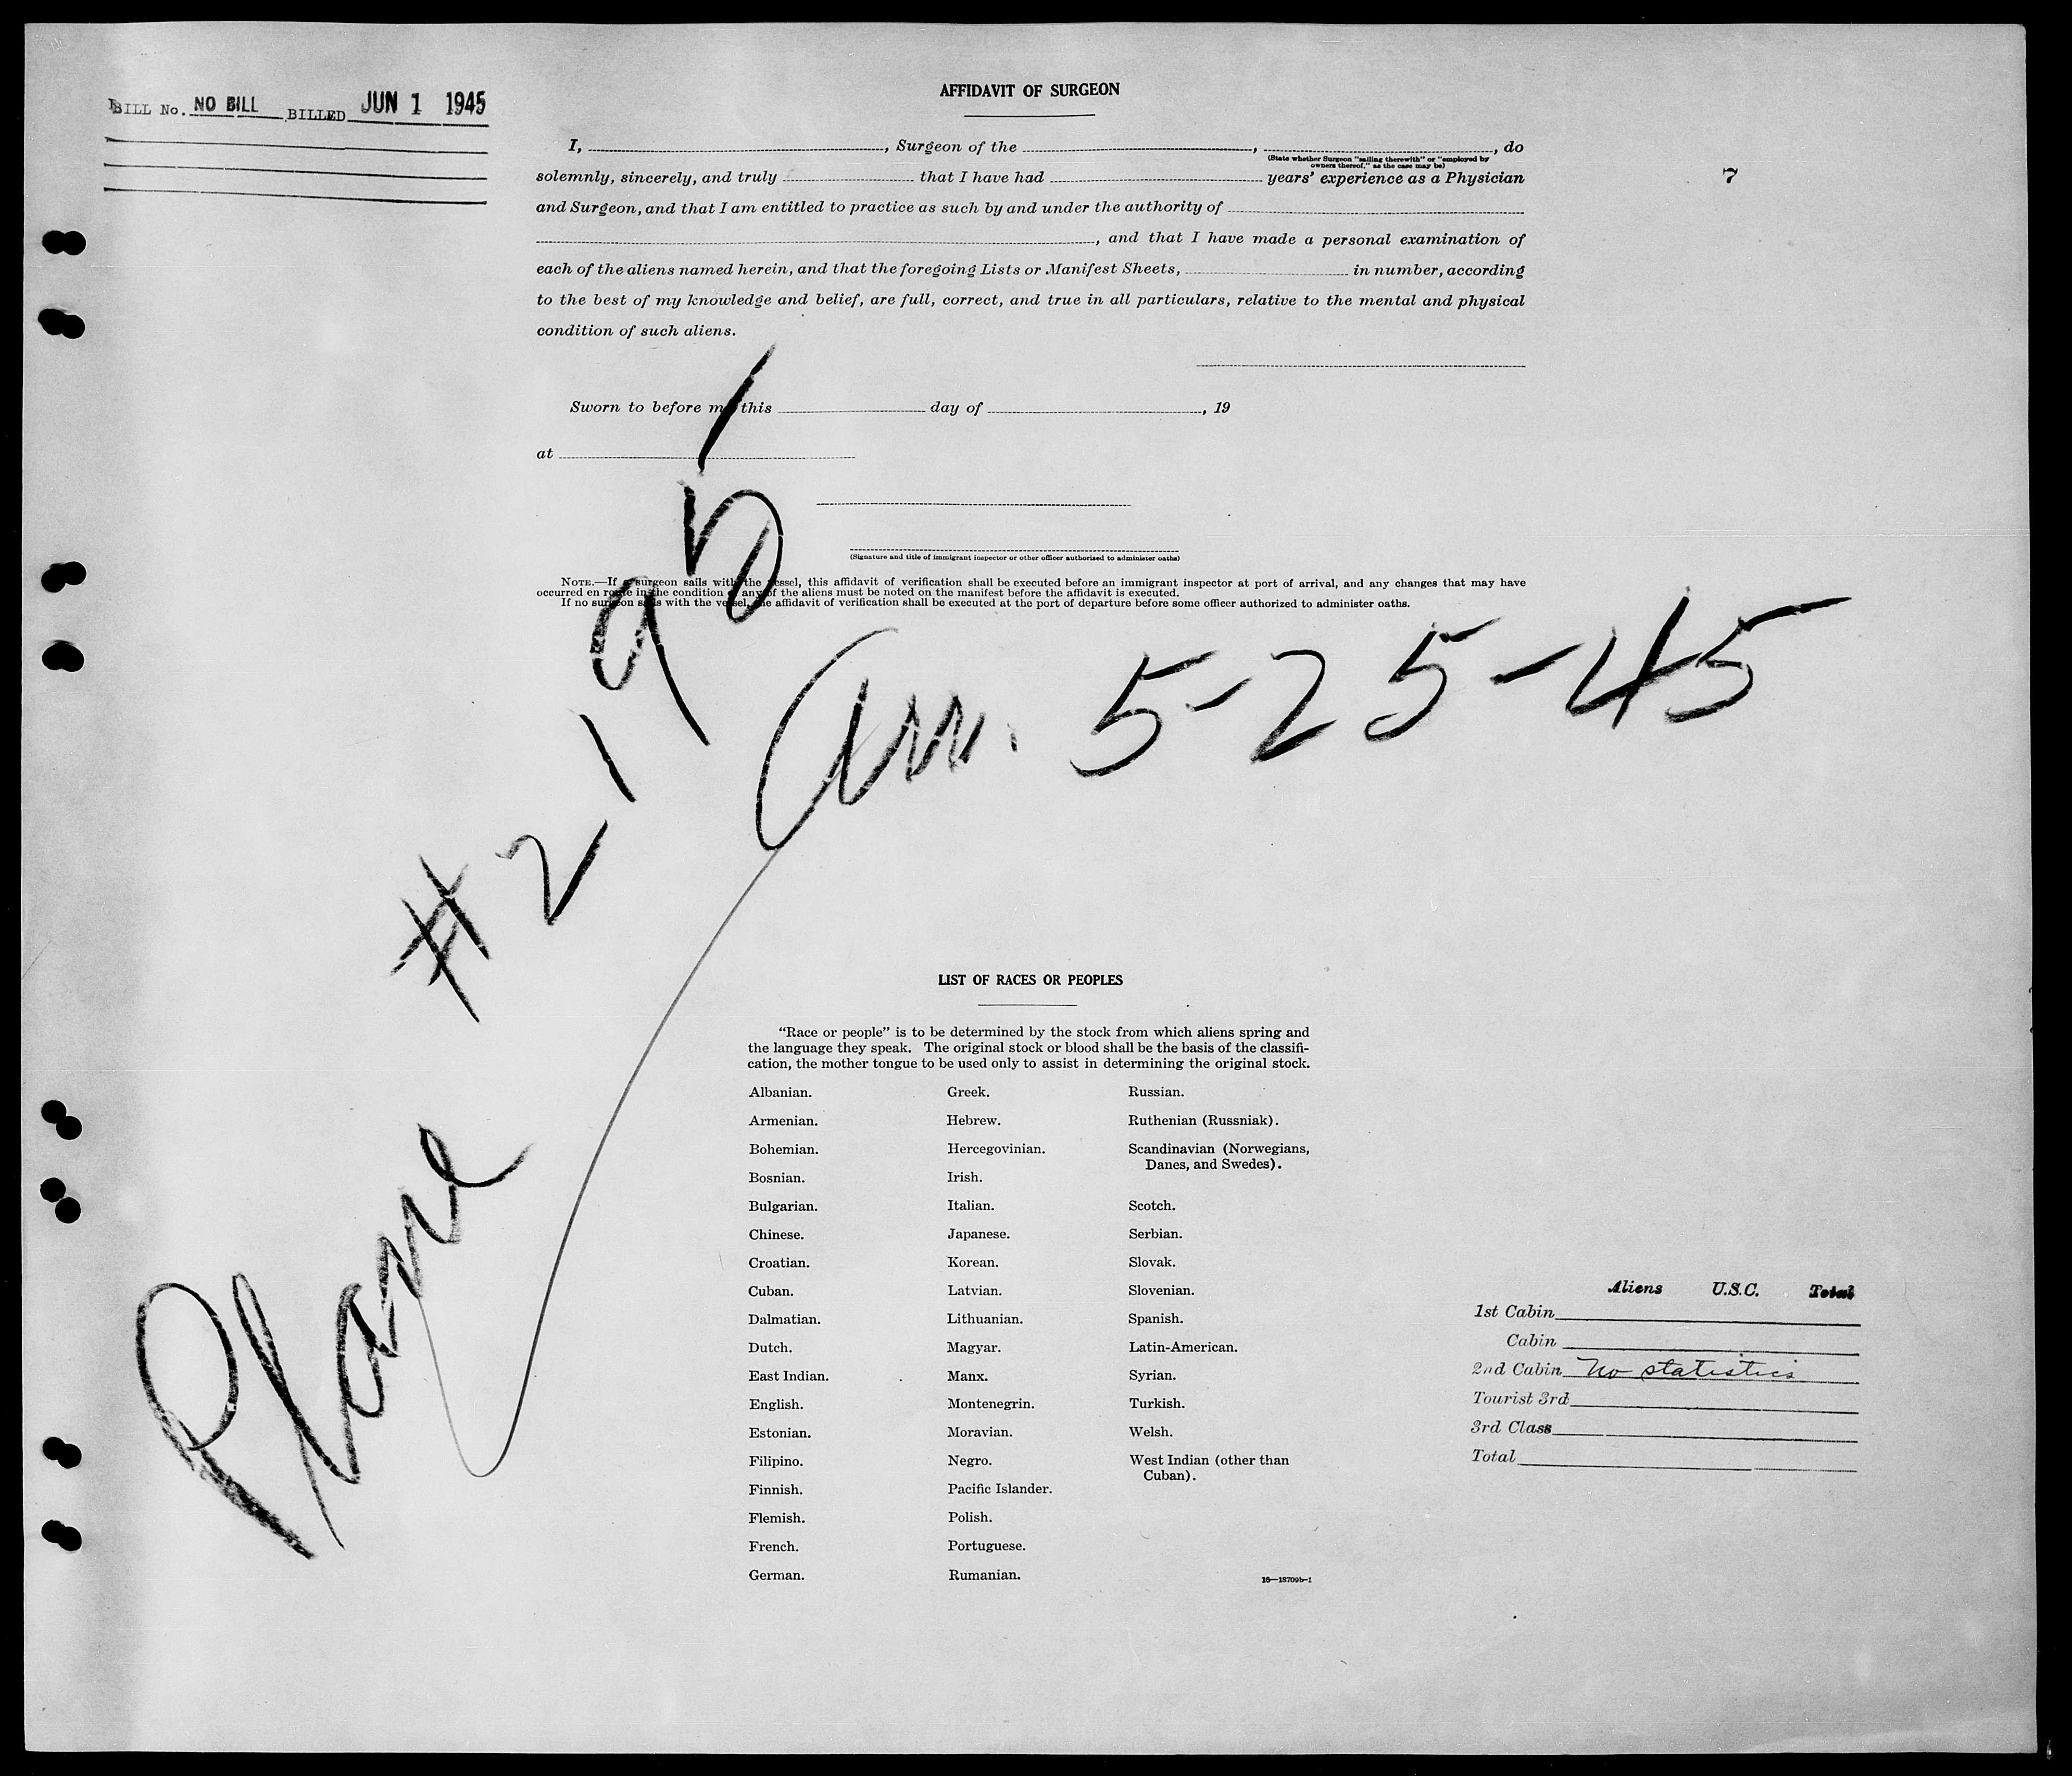 BILL No. NO BILL BILLED JUN 1 1945
AFFIDAVIT OF SURGEON
I, , Surgeon of the , , do
(State whether Surgeon "sailing therewith" or "employed by
owners thereof," as the case may be)
solemnly, sincerely, and truly that I have had years' experience as a Physician
7
and Surgeon, and that I am entitled to practice as such by and under the authority of
, and that I have made a personal examination of
each of the aliens named herein, and that the foregoing Lists or Manifest Sheets, in number, according
to the best of my knowledge and belief, are full, correct, and true in all particulars, relative to the mental and physical
condition of such aliens.
Sworn to before me this day of , 19
at
(Signature and title of immigrant inspector or other officer authorized to administer oaths)
NOTE.—If a surgeon sails with the vessel, this affidavit of verification shall be executed before an immigrant inspector at port of arrival, and any changes that may have
occurred en route in the condition of any of the aliens must be noted on the manifest before the affidavit is executed.
If no surgeon sails with the vessel, the affidavit of verification shall be executed at the port of departure before some officer authorized to administer oaths.
Plane #2195
Arr. 5-25-45
LIST OF RACES OR PEOPLES
"Race or people" is to be determined by the stock from which aliens spring and
the language they speak. The original stock or blood shall be the basis of the classifi-
cation, the mother tongue to be used only to assist in determining the original stock.
Albanian.
Armenian.
Bohemian.
Bosnian.
Bulgarian.
Chinese.
Croatian.
Cuban.
Dalmatian.
Dutch.
East Indian.
English.
Estonian.
Filipino.
Finnish.
Flemish.
French.
German.
Greek.
Hebrew.
Hercegovinian.
Irish.
Italian.
Japanese.
Korean.
Latvian.
Lithuanian.
Magyar.
Manx.
Montenegrin.
Moravian.
Negro.
Pacific Islander.
Polish.
Portuguese.
Rumanian.
Russian.
Ruthenian (Russniak).
Scandinavian (Norwegians,
Danes, and Swedes).
Scotch.
Serbian.
Slovak.
Slovenian.
Spanish.
Latin-American.
Syrian.
Turkish.
Welsh.
West Indian (other than
Cuban).
16—18709b-1
Aliens U.S.C. Total
1st Cabin
Cabin
2nd Cabin No statistics
Tourist 3rd
3rd Class
Total